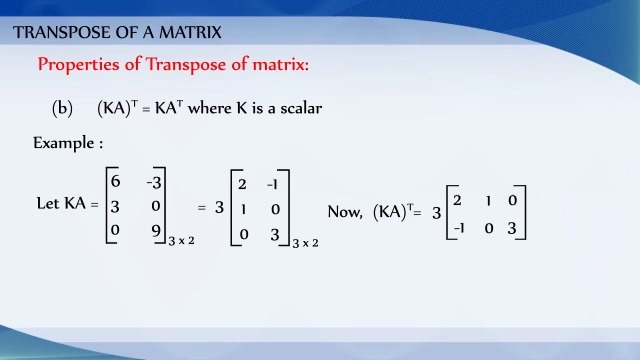 TRANSPOSE OF A MATRIX
Properties of Transpose of matrix:
(b) (KA)ᵀ = KAᵀ where K is a scalar
Example :
Let KA = [6 -3
3 0
0 9] 3 x 2 = 3 [2 -1
1 0
0 3] 3 x 2 Now, (KA)ᵀ= 3 [2 1 0
-1 0 3]